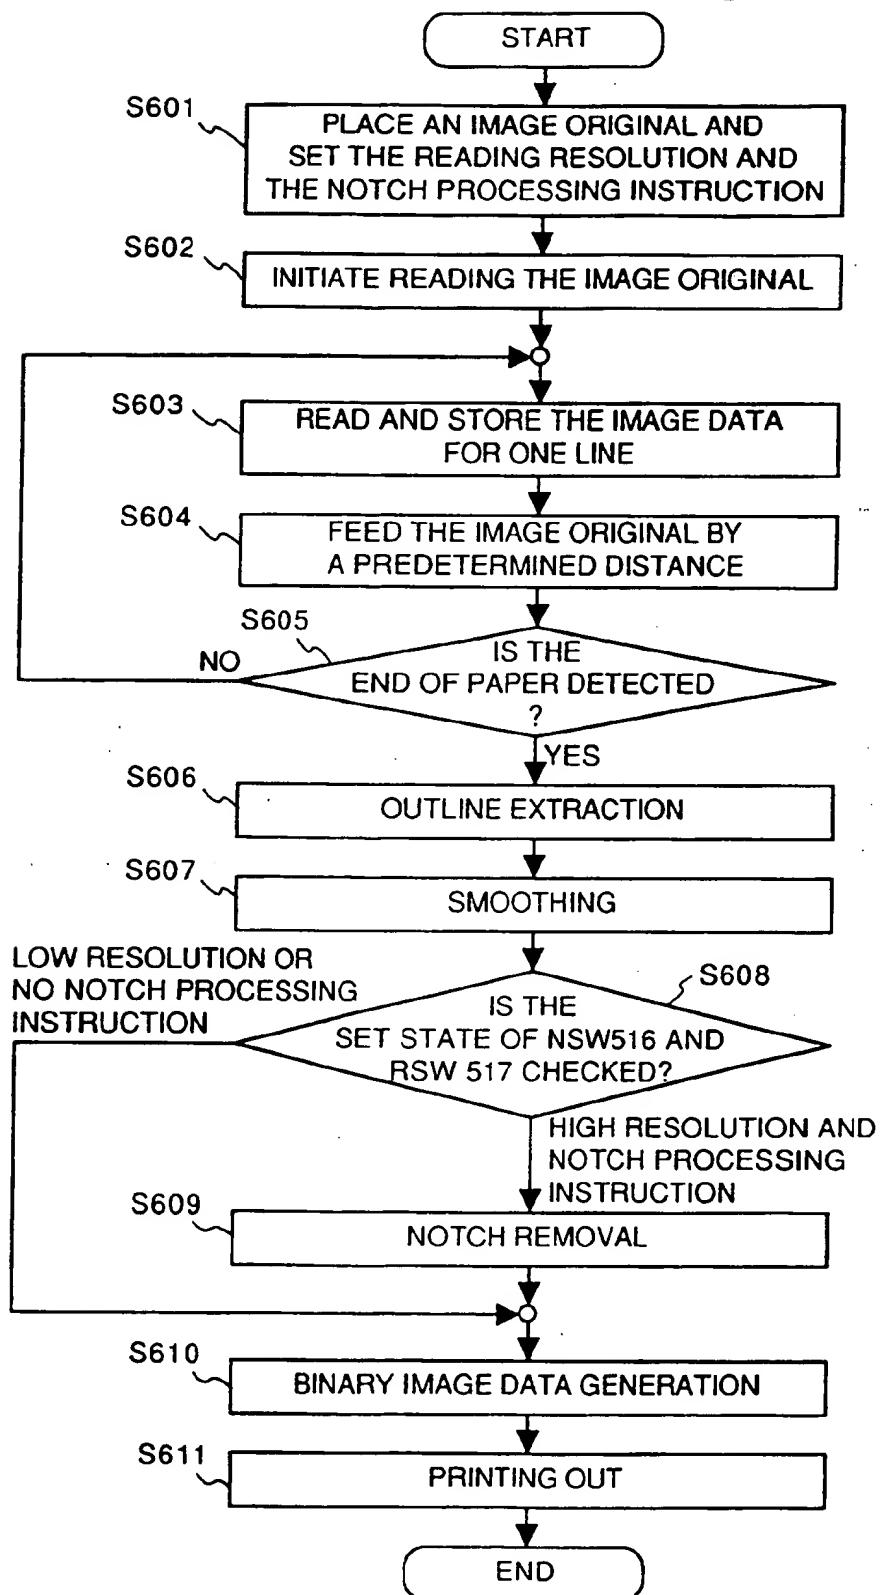 START
S601
PLACE AN IMAGE ORIGINAL AND
SET THE READING RESOLUTION AND
THE NOTCH PROCESSING INSTRUCTION
S602
INITIATE READING THE IMAGE ORIGINAL
S603
READ AND STORE THE IMAGE DATA
FOR ONE LINE
S604
FEED THE IMAGE ORIGINAL BY
A PREDETERMINED DISTANCE
S605
NO
IS THE
END OF PAPER DETECTED
?
YES
S606
OUTLINE EXTRACTION
S607
SMOOTHING
LOW RESOLUTION OR
NO NOTCH PROCESSING
INSTRUCTION
S608
IS THE
SET STATE OF NSW516 AND
RSW 517 CHECKED?
HIGH RESOLUTION AND
NOTCH PROCESSING
INSTRUCTION
S609
NOTCH REMOVAL
S610
BINARY IMAGE DATA GENERATION
S611
PRINTING OUT
END